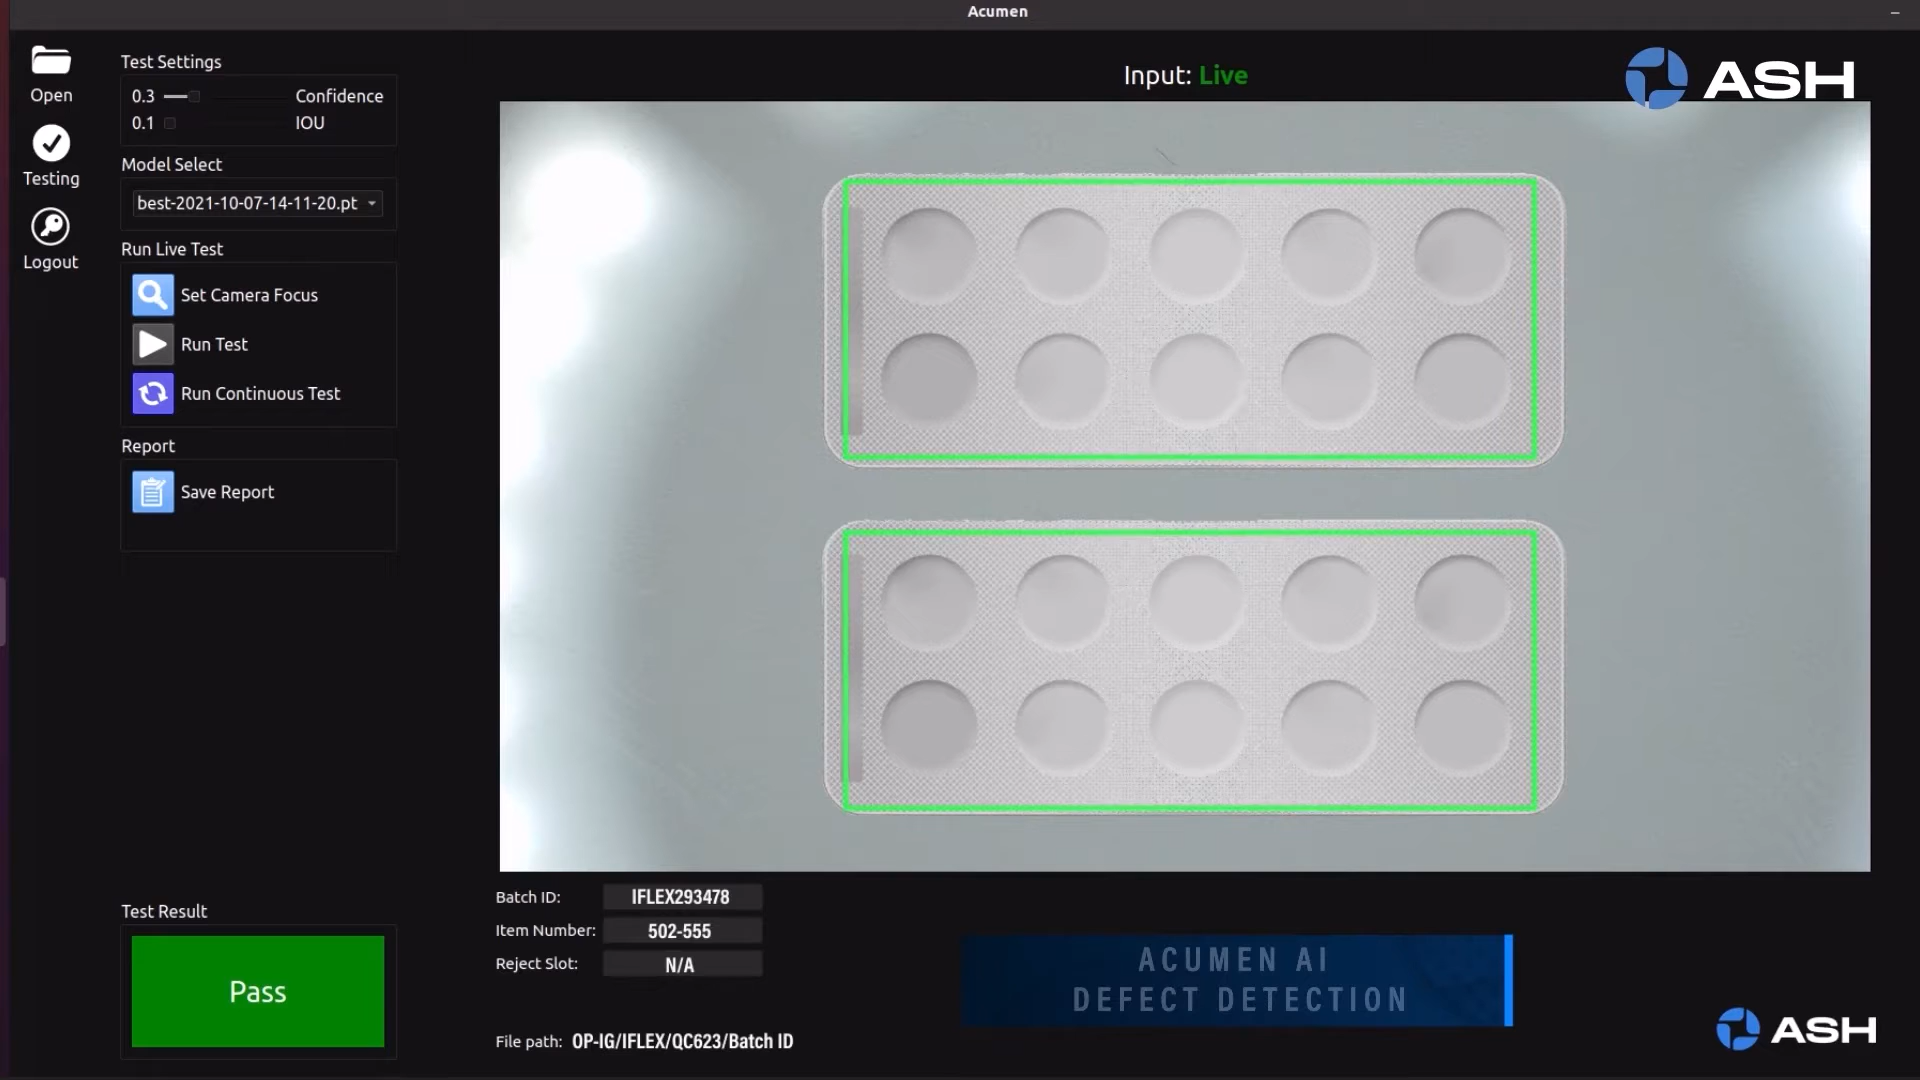 Acumen
Open
Testing
Logout
Test Settings
0.3 Confidence
0.1 IOU
Model Select
best-2021-10-07-14-11-20.pt
Run Live Test
Set Camera Focus
Run Test
Run Continuous Test
Report
Save Report
Test Result
Pass
Input: Live
ASH
Batch ID: IFLEX293478
Item Number: 502-555
Reject Slot: N/A
File path: OP-IG/IFLEX/QC623/Batch ID
ACUMEN AI
DEFECT DETECTION
ASH